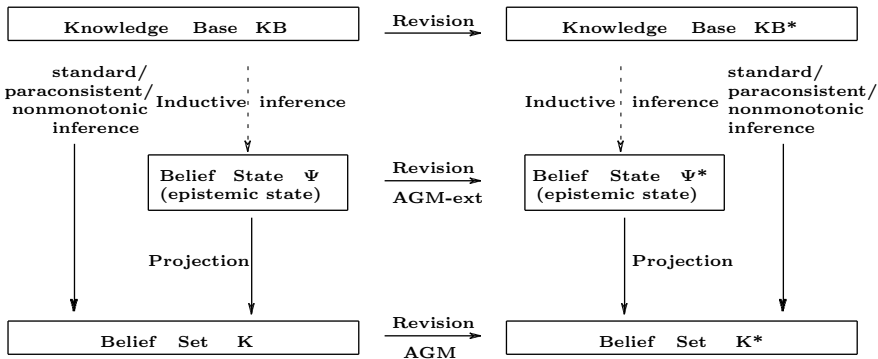 Knowledge Base KB
Revision
Knowledge Base KB*
standard/
paraconsistent/
nonmonotonic
inference
Inductive inference
Inductive inference
standard/
paraconsistent/
nonmonotonic
inference
Belief State Ψ
(epistemic state)
Revision
AGM-ext
Belief State Ψ*
(epistemic state)
Projection
Projection
Belief Set K
Revision
AGM
Belief Set K*